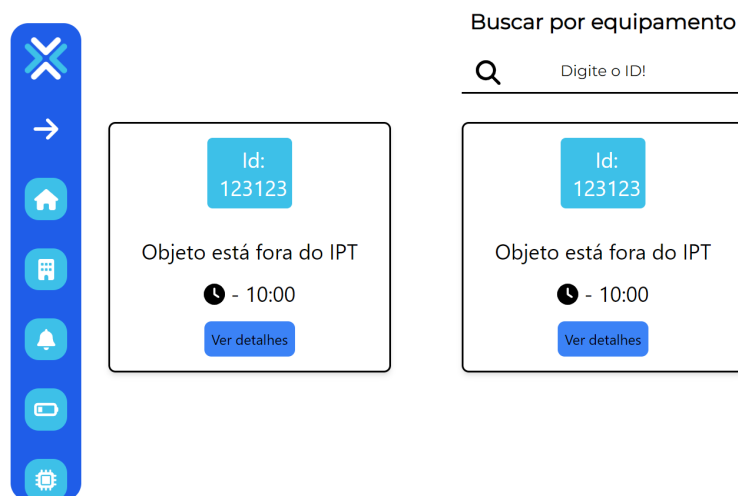 Buscar por equipamento
Digite o ID!
Id:
123123
Objeto está fora do IPT
- 10:00
Ver detalhes
Id:
123123
Objeto está fora do IPT
- 10:00
Ver detalhes